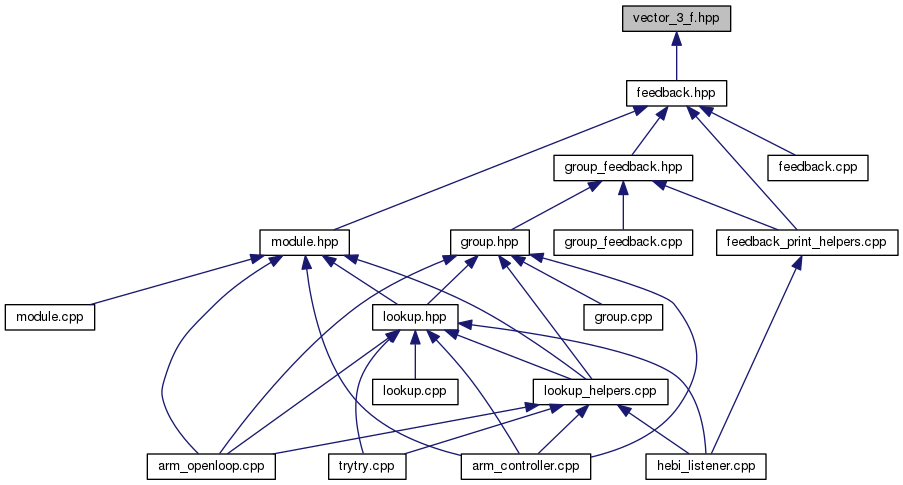 vector_3_f.hpp
feedback.hpp
group_feedback.hpp
feedback.cpp
module.hpp
group.hpp
group_feedback.cpp
feedback_print_helpers.cpp
module.cpp
lookup.hpp
group.cpp
lookup.cpp
lookup_helpers.cpp
arm_openloop.cpp
trytry.cpp
arm_controller.cpp
hebi_listener.cpp